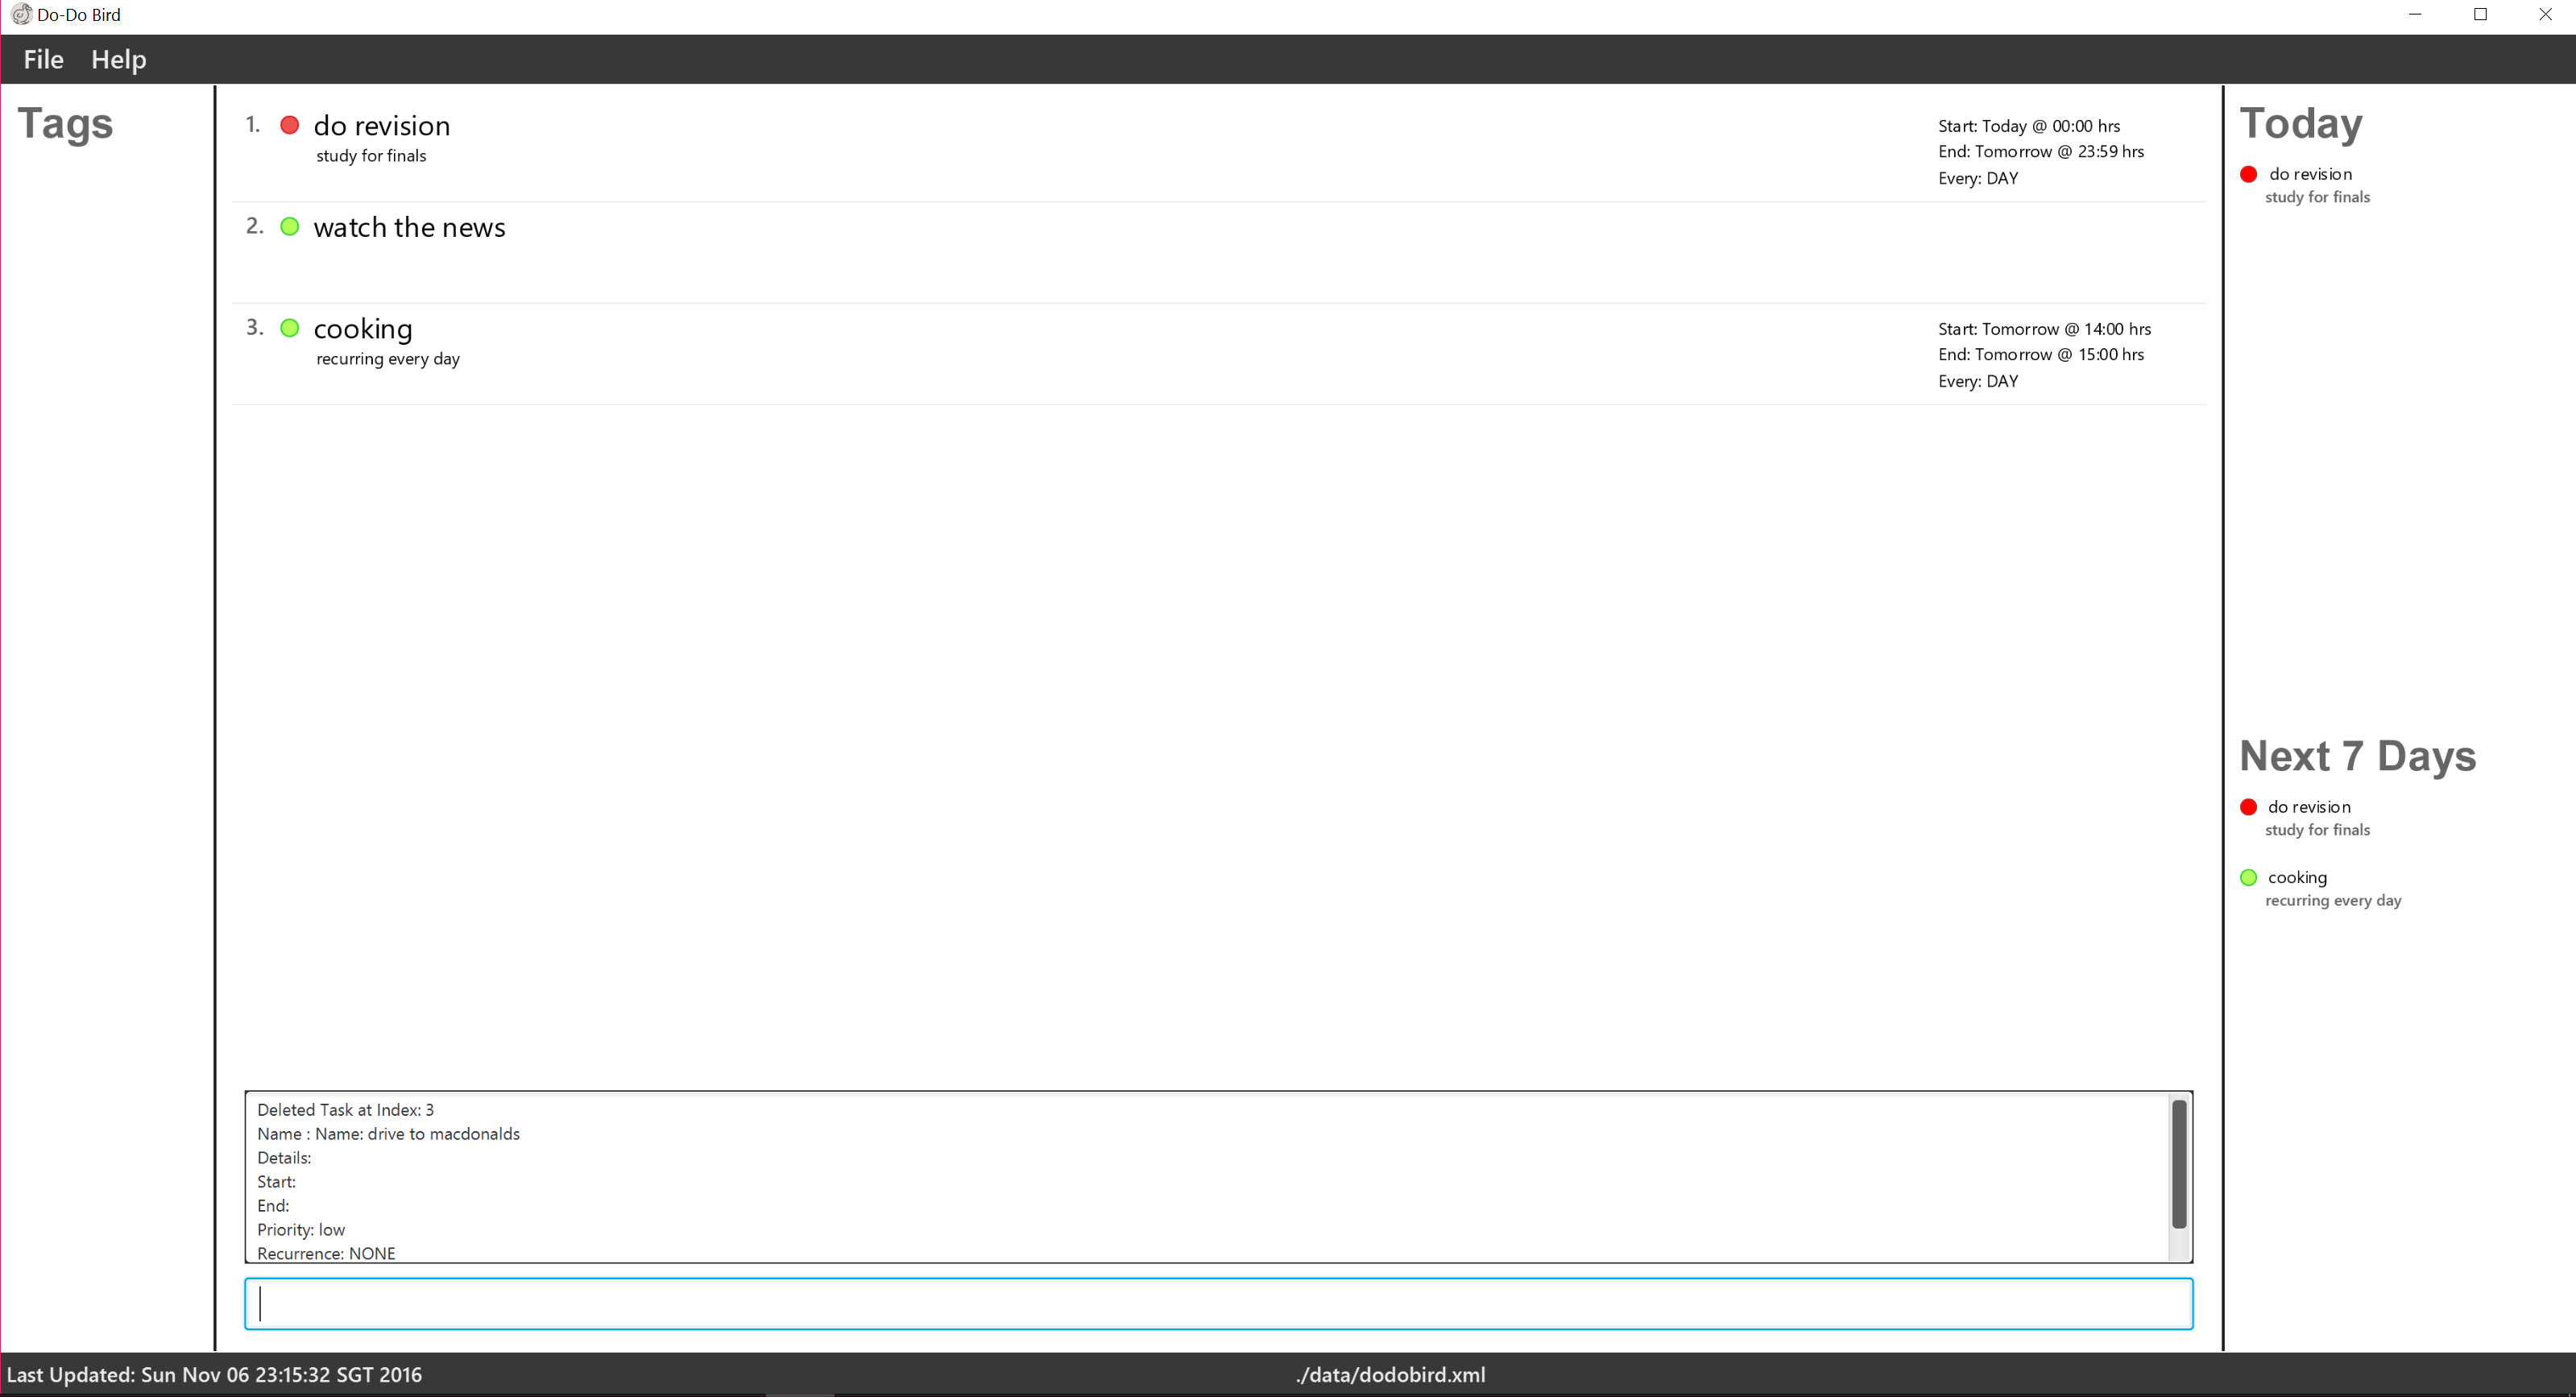 Do-Do Bird
File Help
Tags
1. do revision
study for finals
Start: Today @ 00:00 hrs
End: Tomorrow @ 23:59 hrs
Every: DAY
2. watch the news
3. cooking
recurring every day
Start: Tomorrow @ 14:00 hrs
End: Tomorrow @ 15:00 hrs
Every: DAY
Deleted Task at Index: 3
Name : Name: drive to macdonalds
Details:
Start:
End:
Priority: low
Recurrence: NONE
Today
do revision
study for finals
Next 7 Days
do revision
study for finals
cooking
recurring every day
Last Updated: Sun Nov 06 23:15:32 SGT 2016
./data/dodobird.xml